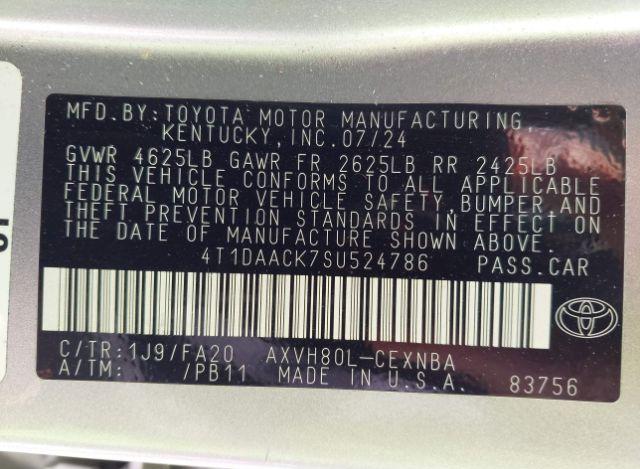 MFD. BY: TOYOTA MOTOR MANUFACTURING,
KENTUCKY, INC. 07/24
GVWR 4625LB GAWR FR 2625LB RR 2425LB
THIS VEHICLE CONFORMS TO ALL APPLICABLE
FEDERAL MOTOR VEHICLE SAFETY, BUMPER AND
THEFT PREVENTION STANDARDS IN EFFECT ON
THE DATE OF MANUFACTURE SHOWN ABOVE.
4T1DAACK7SU524786 PASS. CAR
C/TR: 1J9/FA20 AXVH80L-CEXNBA
A/TM: /PB11 MADE IN U.S.A. 83756